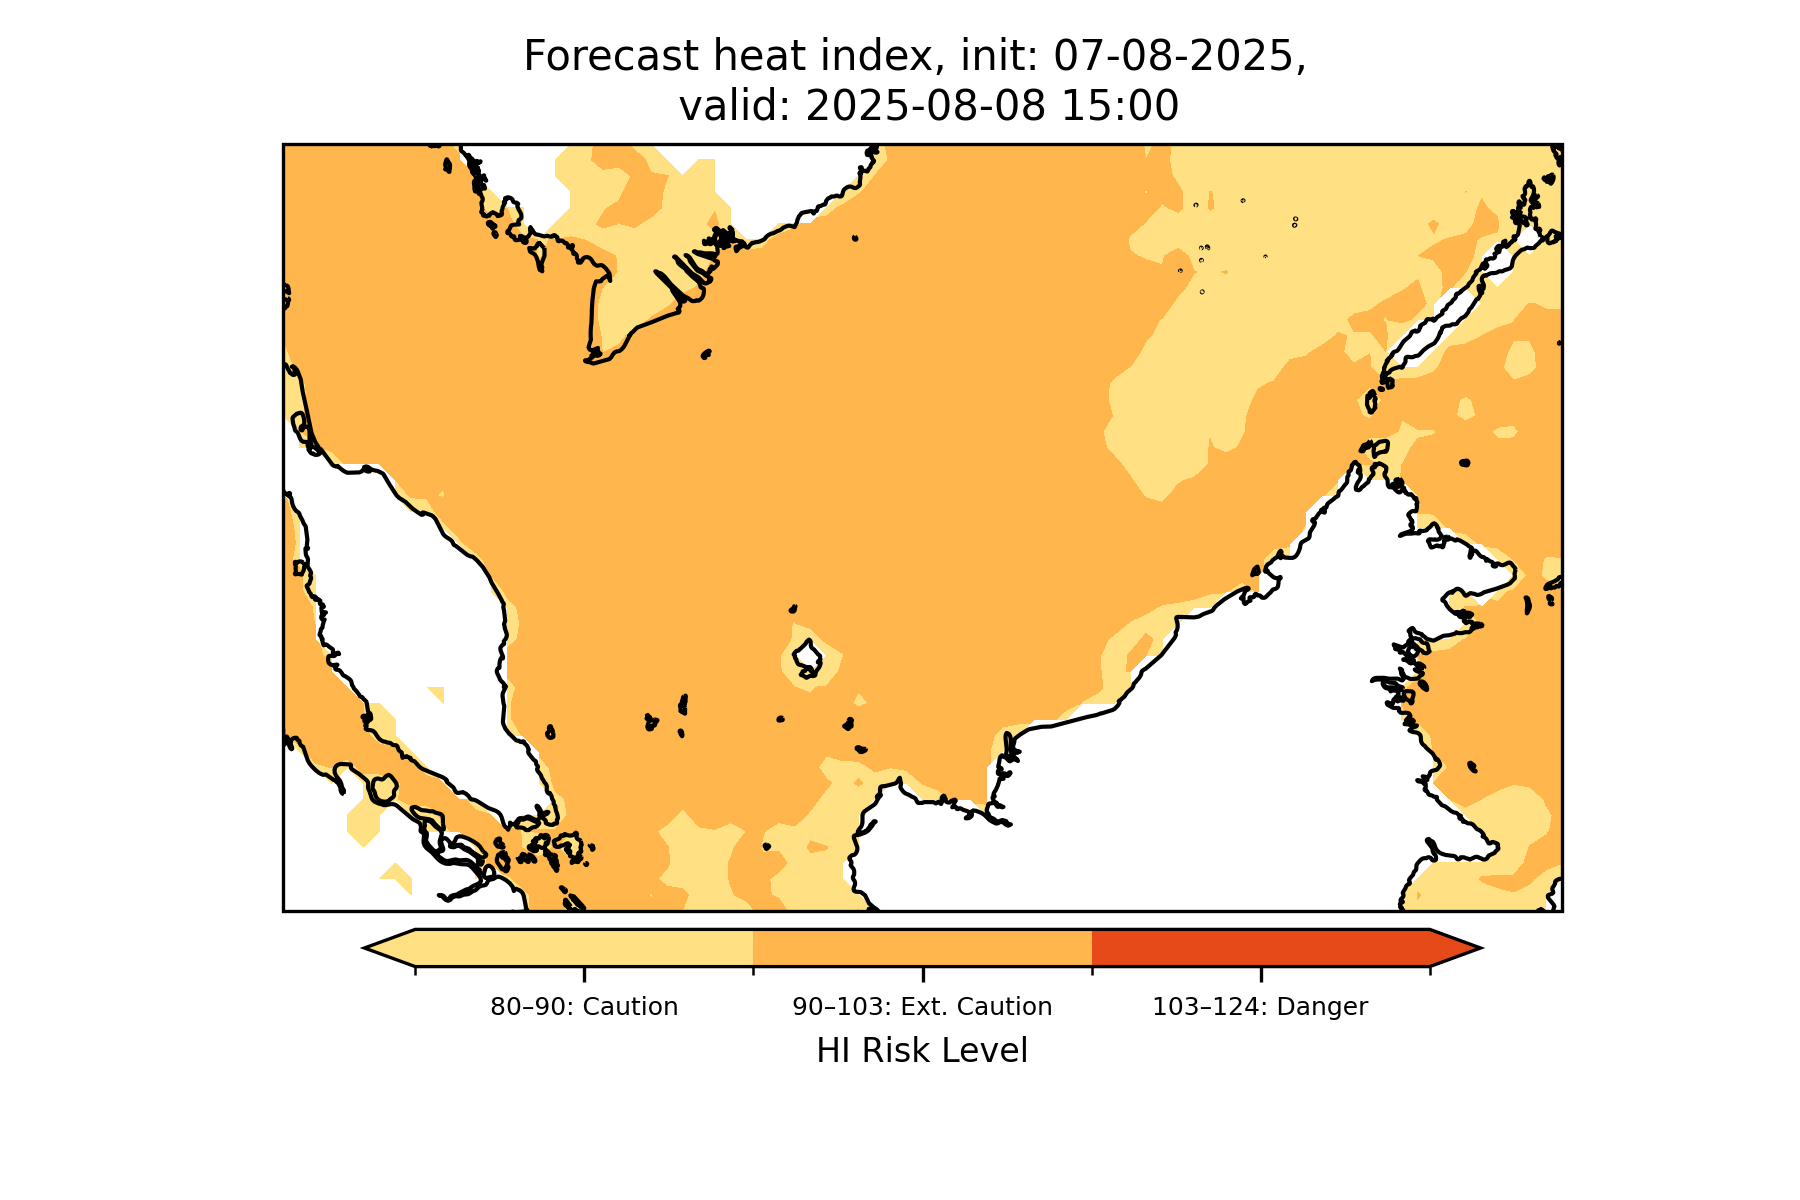 Forecast heat index, init: 07-08-2025,
valid: 2025-08-08 15:00
80–90: Caution
90–103: Ext. Caution
103–124: Danger
HI Risk Level